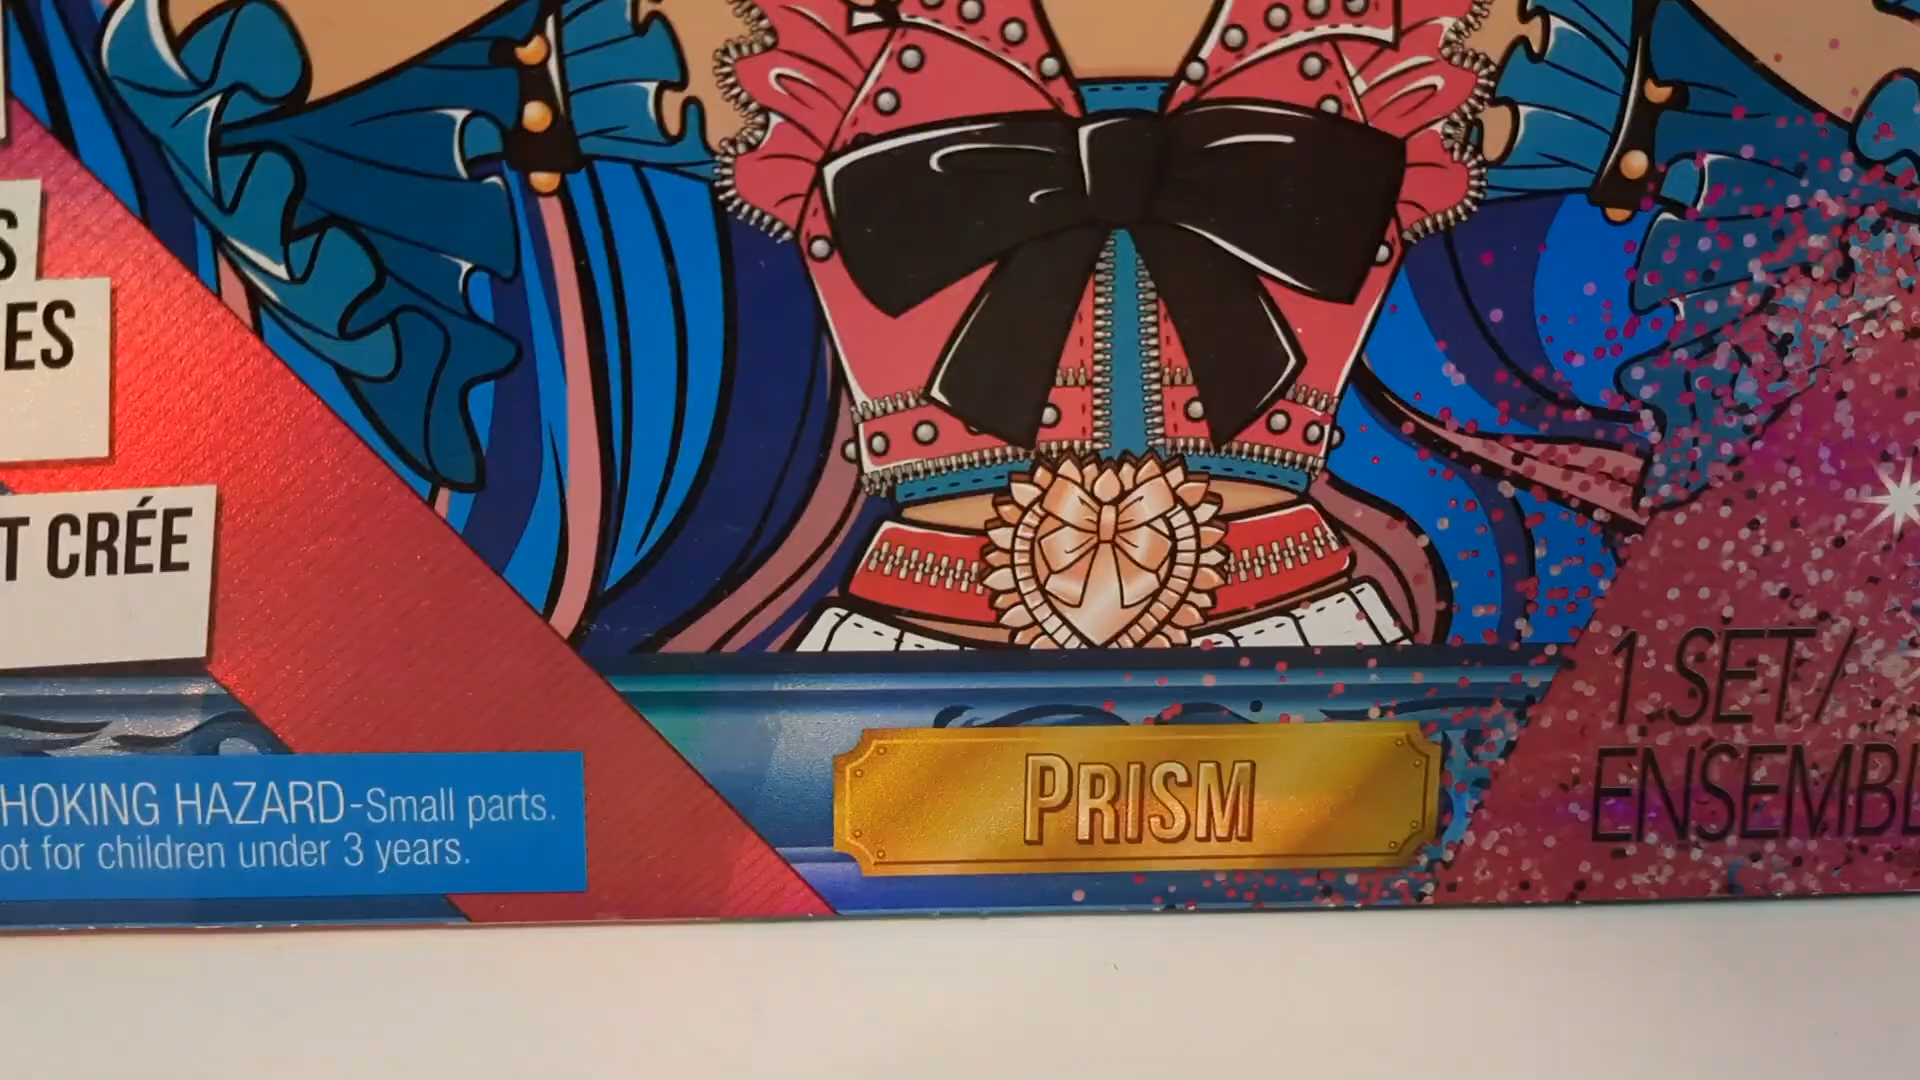 S
ES
T CRÉE
HOKING HAZARD-Small parts.
ot for children under 3 years.
PRISM
1 SET/
ENSEMBL